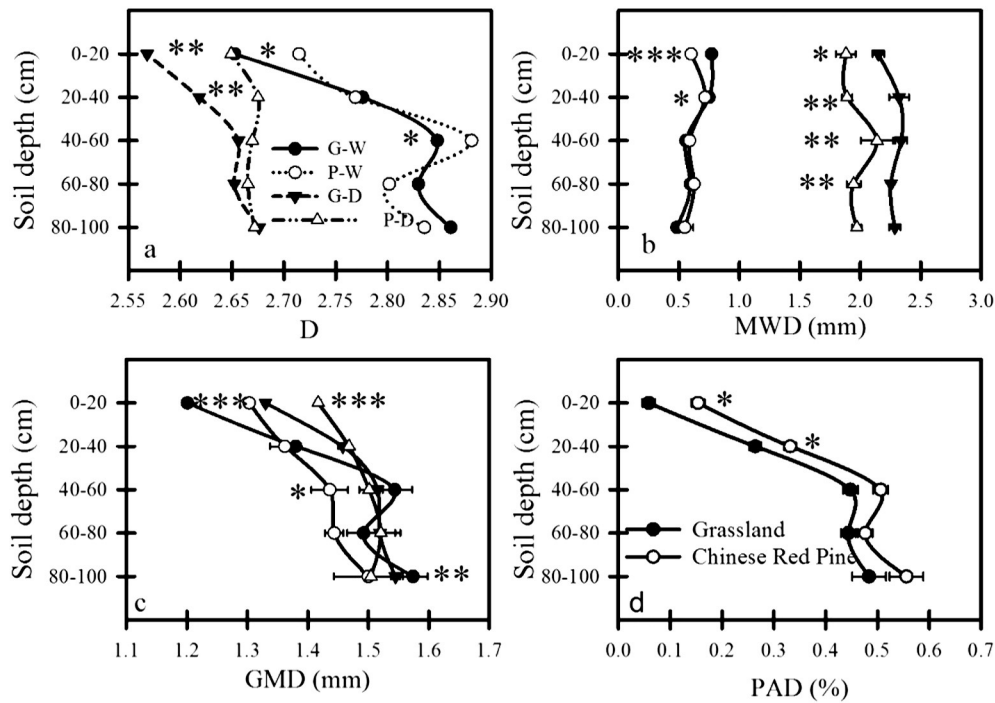 Soil depth (cm)
0-20
20-40
40-60
60-80
80-100
** *
**
*
G-W
P-W
G-D
P-D
a
2.55 2.60 2.65 2.70 2.75 2.80 2.85 2.90
D
Soil depth (cm)
0-20
20-40
40-60
60-80
80-100
*** *
* **
**
**
b
0.0 0.5 1.0 1.5 2.0 2.5 3.0
MWD (mm)
Soil depth (cm)
0-20
20-40
40-60
60-80
80-100
*** ***
*
**
c
1.1 1.2 1.3 1.4 1.5 1.6 1.7
GMD (mm)
Soil depth (cm)
0-20
20-40
40-60
60-80
80-100
*
*
Grassland
Chinese Red Pine
d
0.0 0.1 0.2 0.3 0.4 0.5 0.6 0.7
PAD (%)